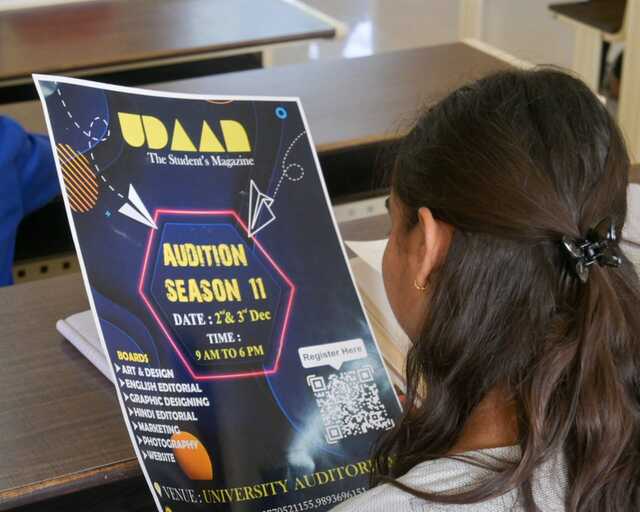 UDAAN
The Student's Magazine
AUDITION
SEASON 11
DATE : 2nd & 3rd Dec
TIME :
9 AM TO 6 PM
Register Here
BOARDS
➤ ART & DESIGN
➤ ENGLISH EDITORIAL
➤ GRAPHIC DESIGNING
➤ HINDI EDITORIAL
➤ MARKETING
➤ PHOTOGRAPHY
➤ WEBSITE
VENUE : UNIVERSITY AUDITORIUM